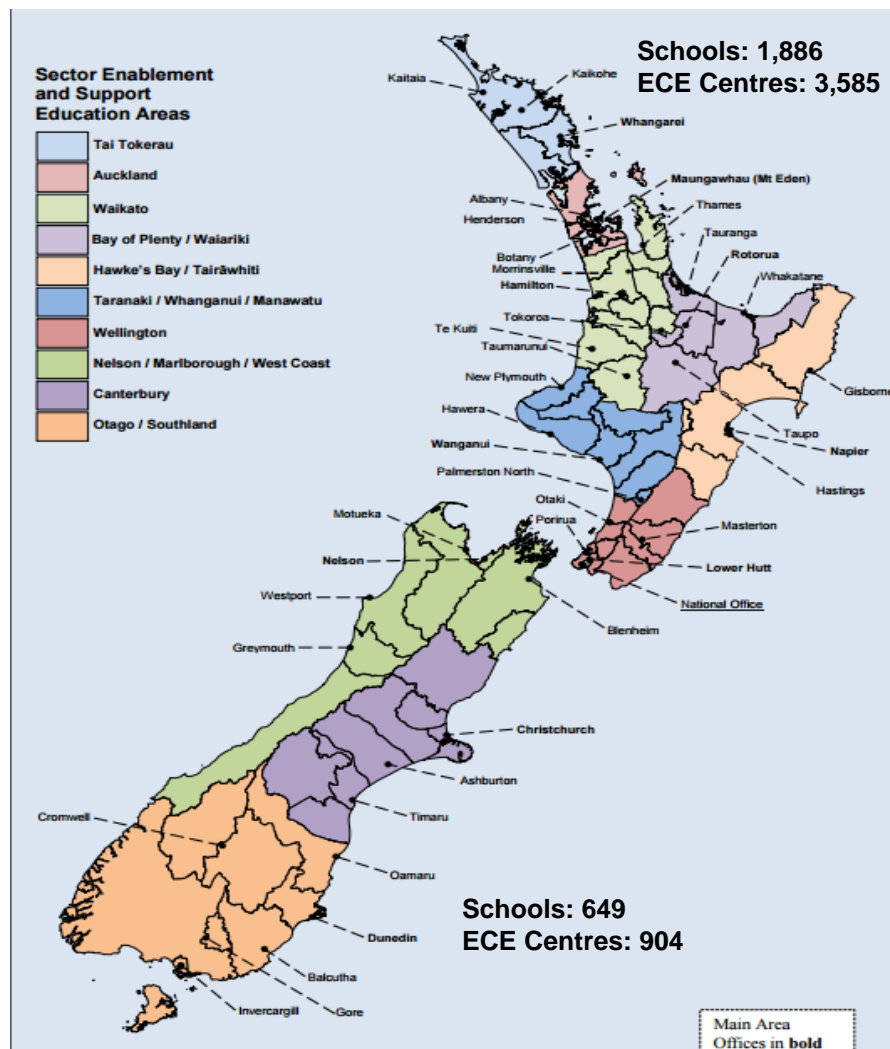 Schools: 1,886
ECE Centres: 3,585
Sector Enablement
and Support
Education Areas
Tai Tokerau
Auckland
Waikato
Bay of Plenty / Waiariki
Hawke's Bay / Tairāwhiti
Taranaki / Whanganui / Manawatu
Wellington
Nelson / Marlborough / West Coast
Canterbury
Otago / Southland
Kaitaia
Kaikohe
Whangarei
Maungawhau (Mt Eden)
Albany
Thames
Henderson
Tauranga
Botany
Rotorua
Morrinsville
Whakatane
Hamilton
Tokoroa
Te Kuiti
Taumarunui
New Plymouth
Gisborne
Hawera
Taupo
Wanganui
Napier
Palmerston North
Hastings
Otaki
Motueka
Porirua
Masterton
Nelson
Lower Hutt
Westport
National Office
Blenheim
Greymouth
Christchurch
Ashburton
Cromwell
Timaru
Oamaru
Schools: 649
ECE Centres: 904
Dunedin
Balcutha
Invercargill
Gore
Main Area
Offices in bold